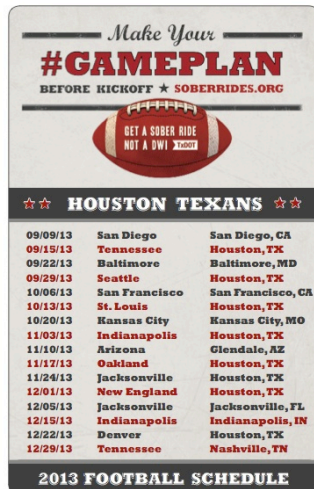 Make Your
#GAMEPLAN
BEFORE KICKOFF ★ SOBERRIDES.ORG
GET A SOBER RIDE
NOT A DWI TxDOT
★★ HOUSTON TEXANS ★★
09/09/13 San Diego San Diego, CA
09/15/13 Tennessee Houston, TX
09/22/13 Baltimore Baltimore, MD
09/29/13 Seattle Houston, TX
10/06/13 San Francisco San Francisco, CA
10/13/13 St. Louis Houston, TX
10/20/13 Kansas City Kansas City, MO
11/03/13 Indianapolis Houston, TX
11/10/13 Arizona Glendale, AZ
11/17/13 Oakland Houston, TX
11/24/13 Jacksonville Houston, TX
12/01/13 New England Houston, TX
12/05/13 Jacksonville Jacksonville, FL
12/15/13 Indianapolis Indianapolis, IN
12/22/13 Denver Houston, TX
12/29/13 Tennessee Nashville, TN
2013 FOOTBALL SCHEDULE